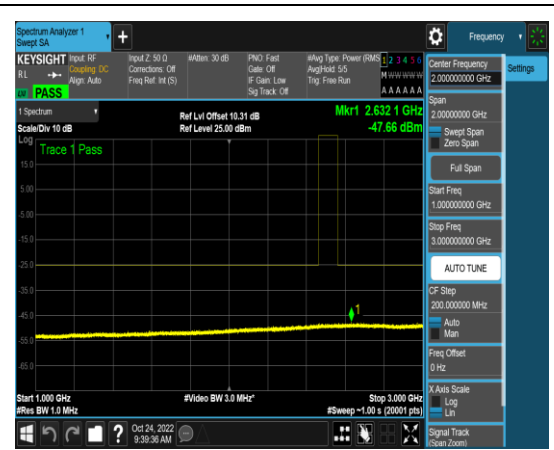 Spectrum Analyzer 1
Swept SA
+
Frequency
KEYSIGHT
RL
Input: RF
Coupling: DC
Align: Auto
Input Z: 50 Ω
Corrections: Off
Freq Ref: Int (S)
#Atten: 30 dB
PNO: Fast
Gate: Off
IF Gain: Low
Sig Track: Off
#Avg Type: Power (RMS
Avg|Hold: 5/5
Trig: Free Run
1 2 3 4 5 6
M W W W W W
A A A A A A
PASS
1 Spectrum
Scale/Div 10 dB
Ref Lvl Offset 10.31 dB
Ref Level 25.00 dBm
Mkr1 2.632 1 GHz
-47.66 dBm
Log
Trace 1 Pass
15.0
5.00
-5.00
-15.0
-25.0
-35.0
-45.0
-55.0
-65.0
1
Start 1.000 GHz
#Res BW 1.0 MHz
#Video BW 3.0 MHz*
Stop 3.000 GHz
#Sweep ~1.00 s (20001 pts)
Center Frequency
2.000000000 GHz
Settings
Span
2.00000000 GHz
Swept Span
Zero Span
Full Span
Start Freq
1.000000000 GHz
Stop Freq
3.000000000 GHz
AUTO TUNE
CF Step
200.000000 MHz
Auto
Man
Freq Offset
0 Hz
X Axis Scale
Log
Lin
Signal Track
(Span Zoom)
?
Oct 24, 2022
9:39:36 AM